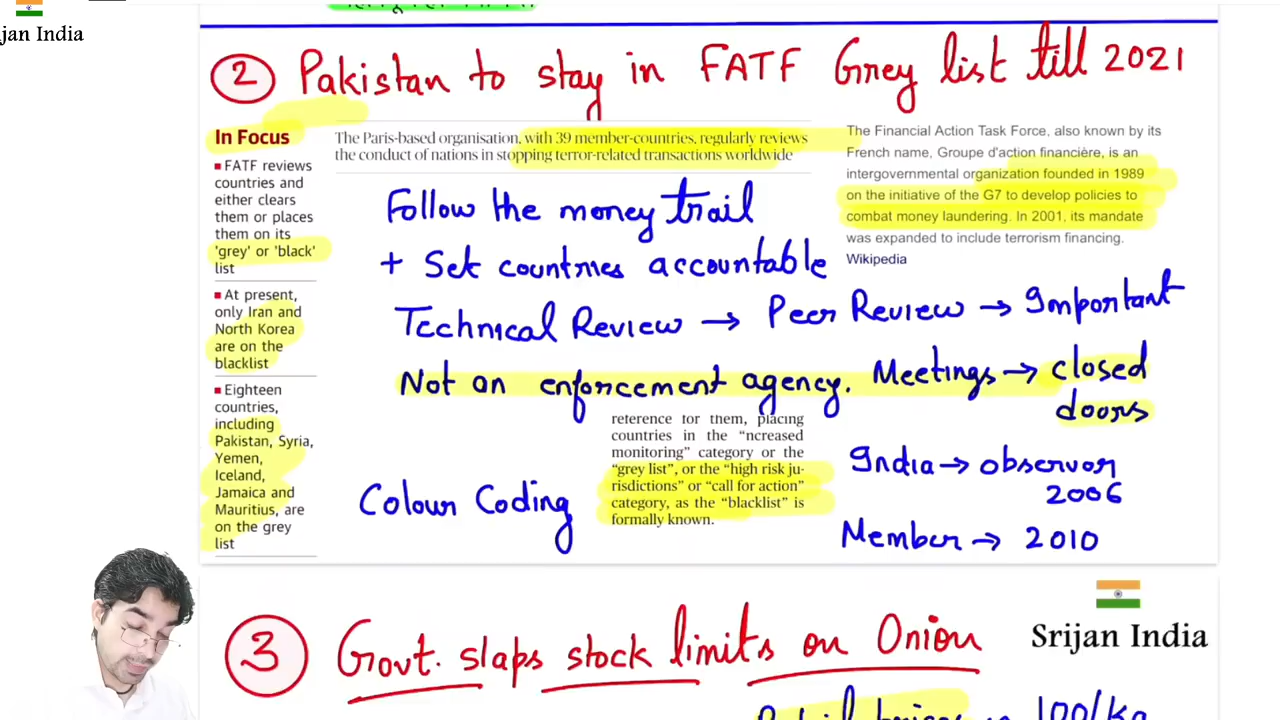 jan India
2 Pakistan to stay in FATF Grey list till 2021
In Focus
FATF reviews
countries and
either clears
them or places
them on its
'grey' or 'black'
list
At present,
only Iran and
North Korea
are on the
blacklist
Eighteen
countries,
including
Pakistan, Syria,
Yemen,
Iceland,
Jamaica and
Mauritius, are
on the grey
list
The Paris-based organisation, with 39 member-countries, regularly reviews
the conduct of nations in stopping terror-related transactions worldwide
The Financial Action Task Force, also known by its
French name, Groupe d'action financière, is an
intergovernmental organization founded in 1989
on the initiative of the G7 to develop policies to
combat money laundering. In 2001, its mandate
was expanded to include terrorism financing.
Wikipedia
Follow the money trail
+ Set countries accountable
Technical Review → Peer Review → Important
Not an enforcement agency. Meetings → closed
doors
reference for them, placing
countries in the "ncreased
monitoring" category or the
"grey list", or the "high risk ju-
risdictions" or "call for action"
category, as the "blacklist" is
formally known.
Colour Coding
India → observor
2006
Member → 2010
Srijan India
3 Govt. slaps stock limits on Onion
100/kg